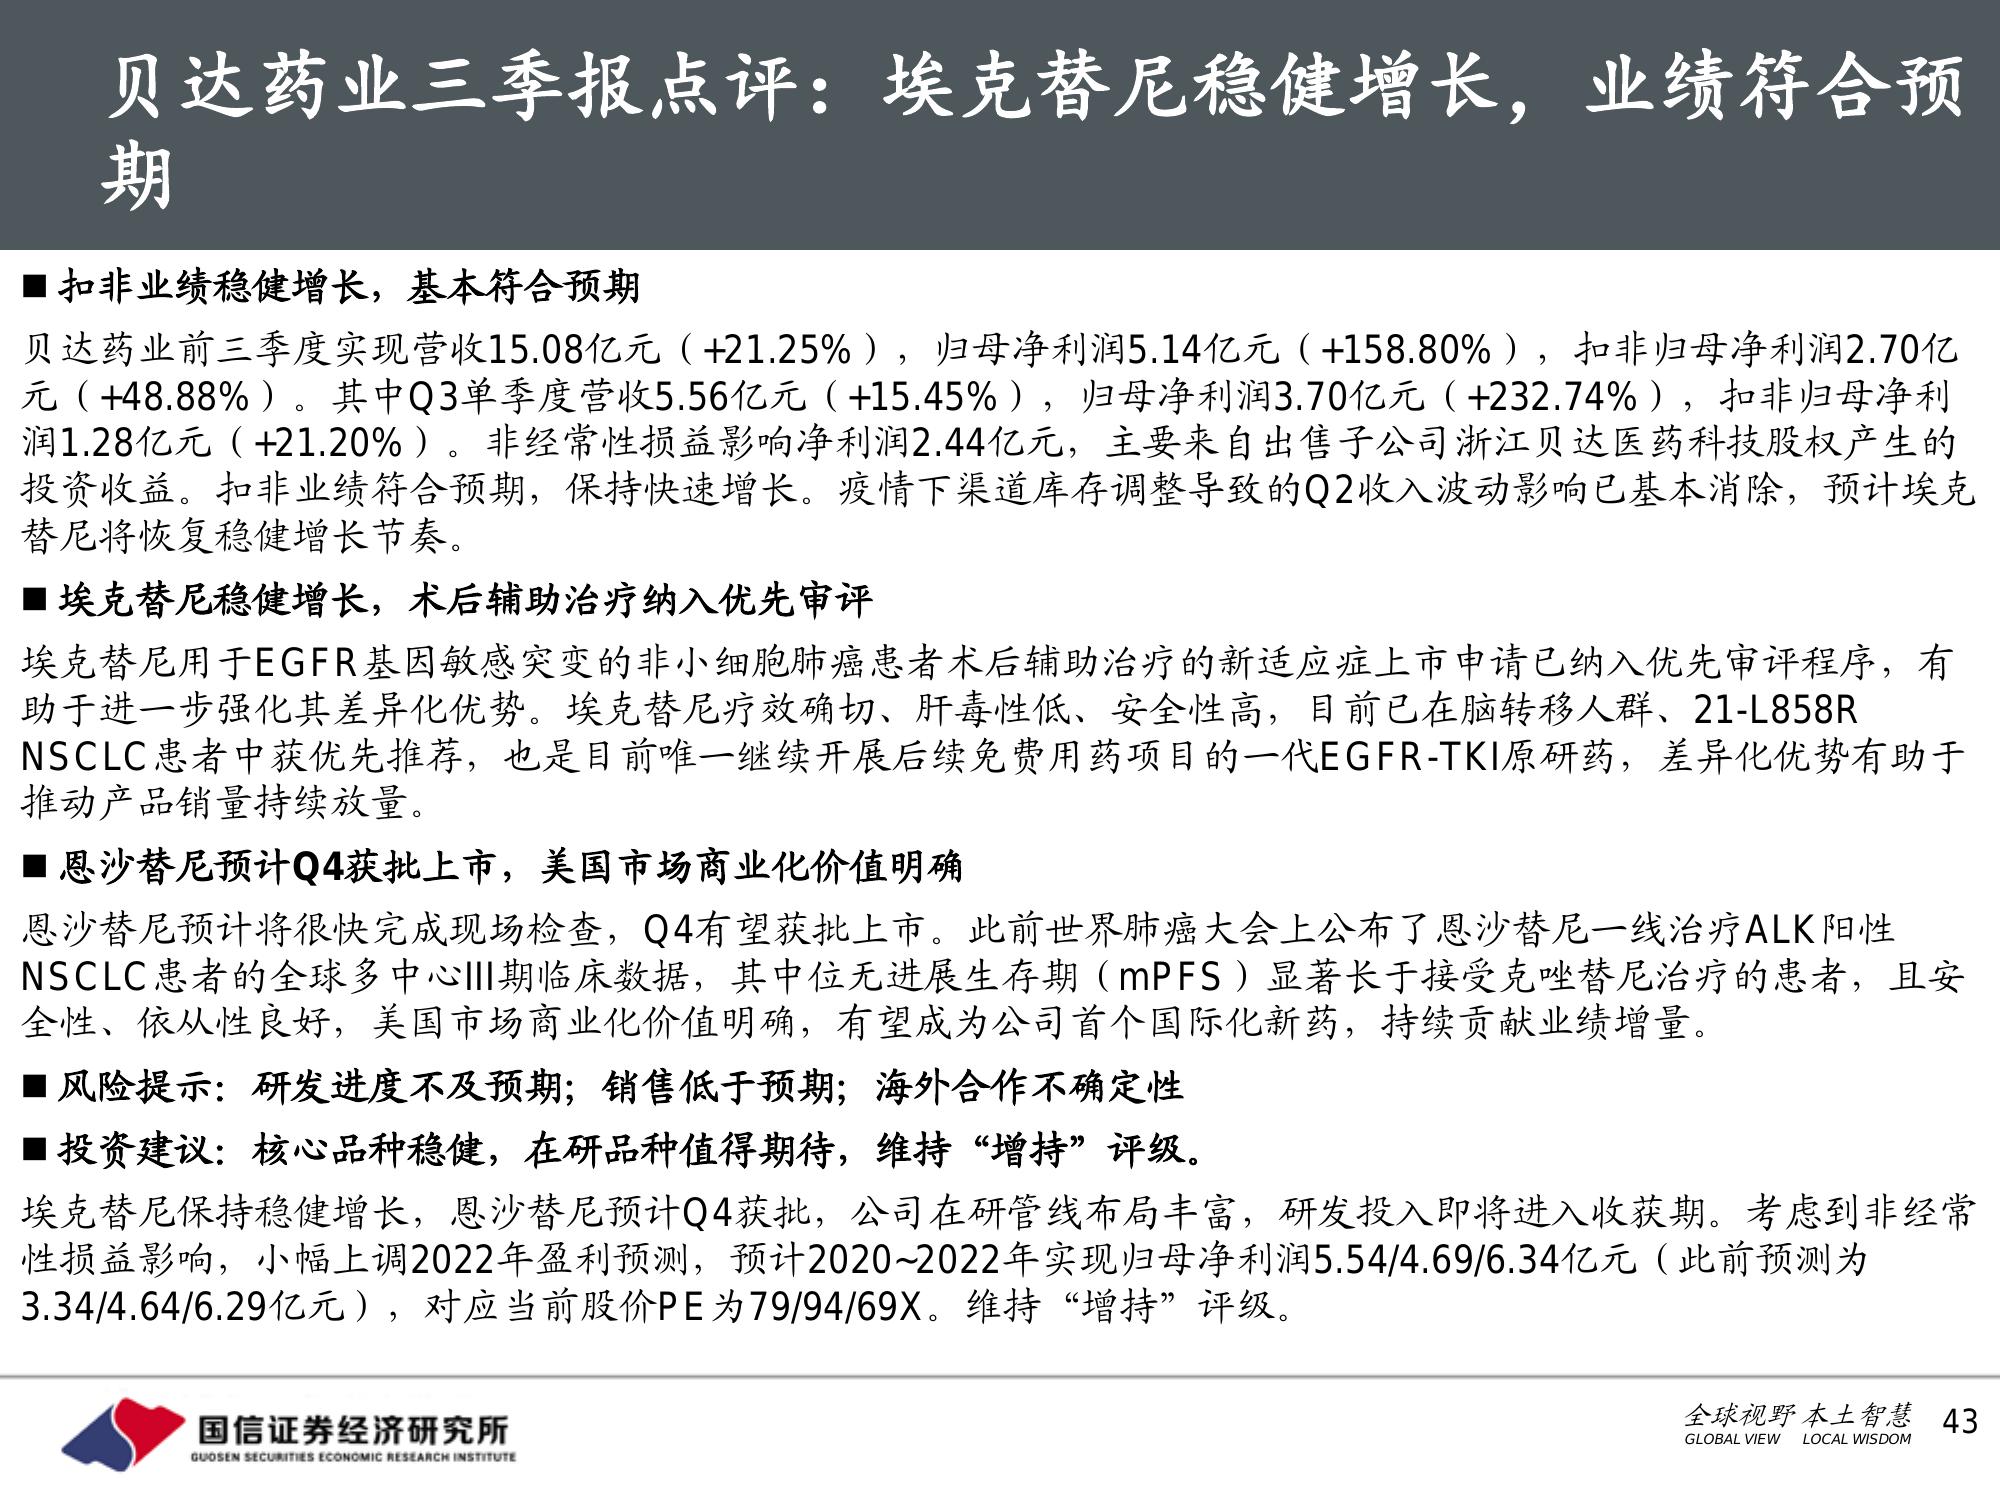 贝达药业三季报点评：埃克替尼稳健增长，业绩符合预
期
■ 扣非业绩稳健增长，基本符合预期
贝达药业前三季度实现营收15.08亿元（+21.25%），归母净利润5.14亿元（+158.80%），扣非归母净利润2.70亿
元（+48.88%）。其中Q3单季度营收5.56亿元（+15.45%），归母净利润3.70亿元（+232.74%），扣非归母净利
润1.28亿元（+21.20%）。非经常性损益影响净利润2.44亿元，主要来自出售子公司浙江贝达医药科技股权产生的
投资收益。扣非业绩符合预期，保持快速增长。疫情下渠道库存调整导致的Q2收入波动影响已基本消除，预计埃克
替尼将恢复稳健增长节奏。
■ 埃克替尼稳健增长，术后辅助治疗纳入优先审评
埃克替尼用于EGFR基因敏感突变的非小细胞肺癌患者术后辅助治疗的新适应症上市申请已纳入优先审评程序，有
助于进一步强化其差异化优势。埃克替尼疗效确切、肝毒性低、安全性高，目前已在脑转移人群、21-L858R
NSCLC患者中获优先推荐，也是目前唯一继续开展后续免费用药项目的一代EGFR-TKI原研药，差异化优势有助于
推动产品销量持续放量。
■ 恩沙替尼预计Q4获批上市，美国市场商业化价值明确
恩沙替尼预计将很快完成现场检查，Q4有望获批上市。此前世界肺癌大会上公布了恩沙替尼一线治疗ALK阳性
NSCLC患者的全球多中心III期临床数据，其中位无进展生存期（mPFS）显著长于接受克唑替尼治疗的患者，且安
全性、依从性良好，美国市场商业化价值明确，有望成为公司首个国际化新药，持续贡献业绩增量。
■ 风险提示：研发进度不及预期；销售低于预期；海外合作不确定性
■ 投资建议：核心品种稳健，在研品种值得期待，维持“增持”评级。
埃克替尼保持稳健增长，恩沙替尼预计Q4获批，公司在研管线布局丰富，研发投入即将进入收获期。考虑到非经常
性损益影响，小幅上调2022年盈利预测，预计2020~2022年实现归母净利润5.54/4.69/6.34亿元（此前预测为
3.34/4.64/6.29亿元），对应当前股价PE为79/94/69X。维持“增持”评级。
国信证券经济研究所
GUOSEN SECURITIES ECONOMIC RESEARCH INSTITUTE
全球视野 本土智慧
GLOBAL VIEW LOCAL WISDOM
43